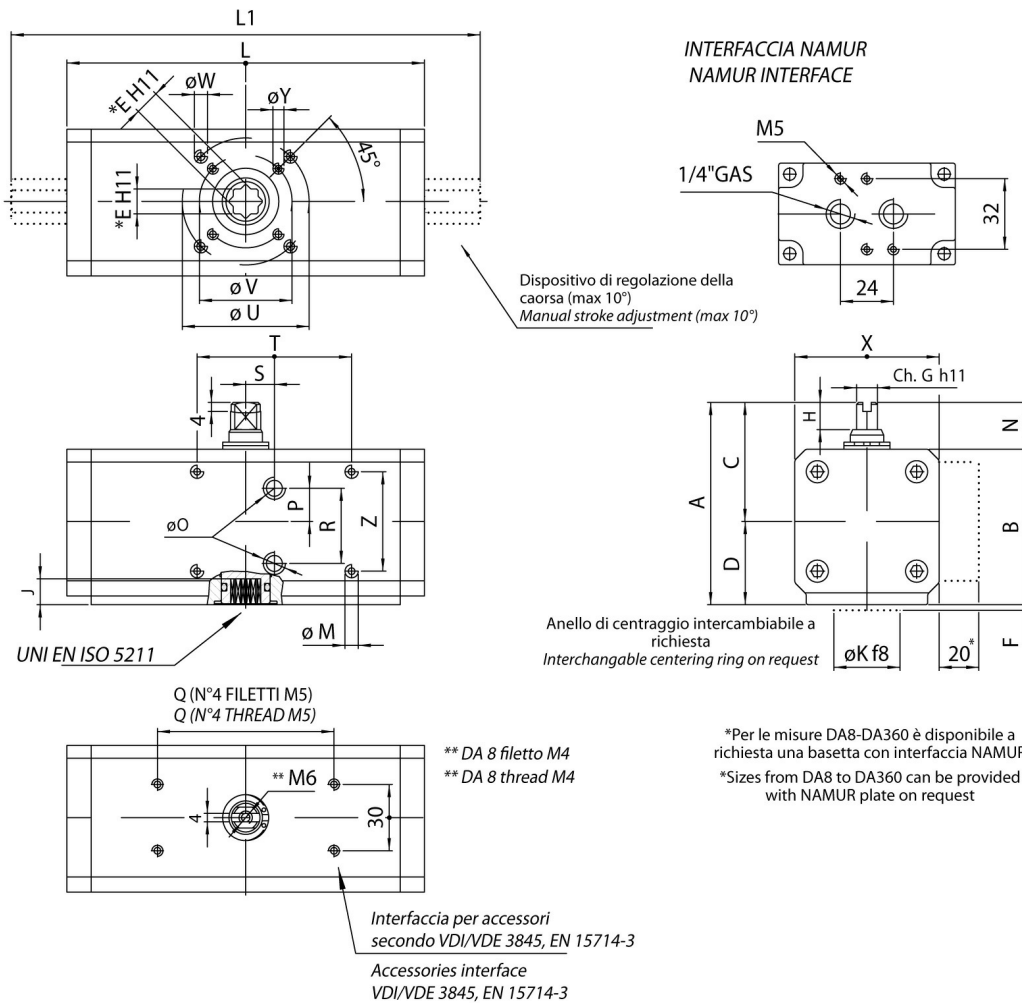 L1
L
øW
øY
*E H11
45°
*E H11
ø V
ø U
INTERFACCIA NAMUR
NAMUR INTERFACE
M5
1/4"GAS
32
24
Dispositivo di regolazione della
caorsa (max 10°)
Manual stroke adjustment (max 10°)
T
S
4
P
R
Z
øO
J
ø M
UNI EN ISO 5211
X
Ch. G h11
H
N
C
A
B
D
F
øK f8
20*
Anello di centraggio intercambiabile a
richiesta
Interchangable centering ring on request
Q (N°4 FILETTI M5)
Q (N°4 THREAD M5)
** M6
4
30
** DA 8 filetto M4
** DA 8 thread M4
*Per le misure DA8-DA360 è disponibile a
richiesta una basetta con interfaccia NAMUR
*Sizes from DA8 to DA360 can be provided
with NAMUR plate on request
Interfaccia per accessori
secondo VDI/VDE 3845, EN 15714-3
Accessories interface
VDI/VDE 3845, EN 15714-3